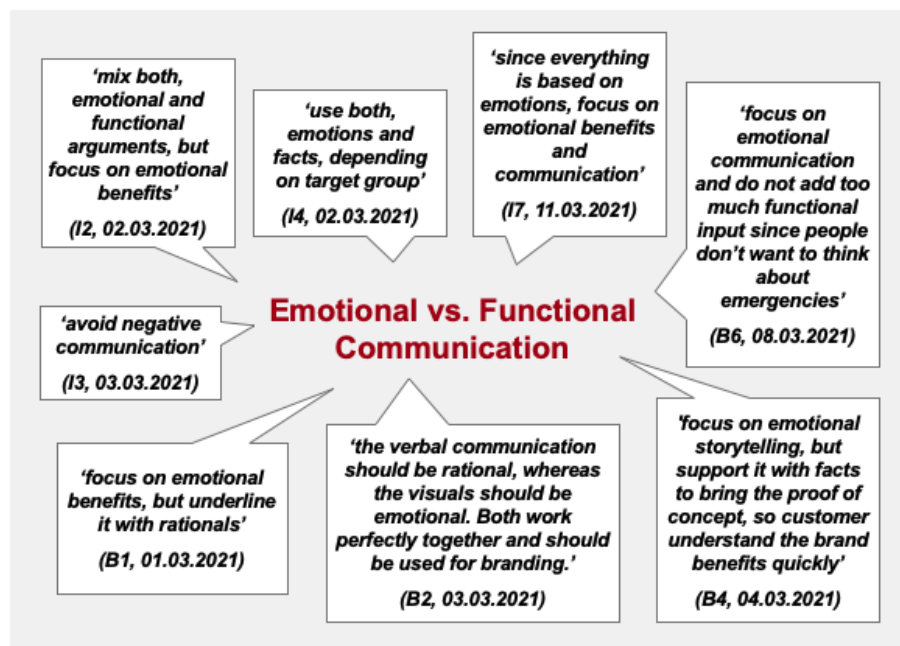 ‘mix both,
emotional and
functional
arguments, but
focus on emotional
benefits’
(I2, 02.03.2021)
‘use both,
emotions and
facts, depending
on target group’
(I4, 02.03.2021)
‘since everything
is based on
emotions, focus on
emotional benefits
and
communication’
(I7, 11.03.2021)
‘focus on
emotional
communication
and do not add too
much functional
input since people
don’t want to think
about
emergencies’
(B6, 08.03.2021)
Emotional vs. Functional
Communication
‘avoid negative
communication’
(I3, 03.03.2021)
‘focus on emotional
benefits, but underline
it with rationals’
(B1, 01.03.2021)
‘the verbal communication
should be rational, whereas
the visuals should be
emotional. Both work
perfectly together and should
be used for branding.’
(B2, 03.03.2021)
'focus on emotional
storytelling, but
support it with facts
to bring the proof of
concept, so customer
understand the brand
benefits quickly’
(B4, 04.03.2021)